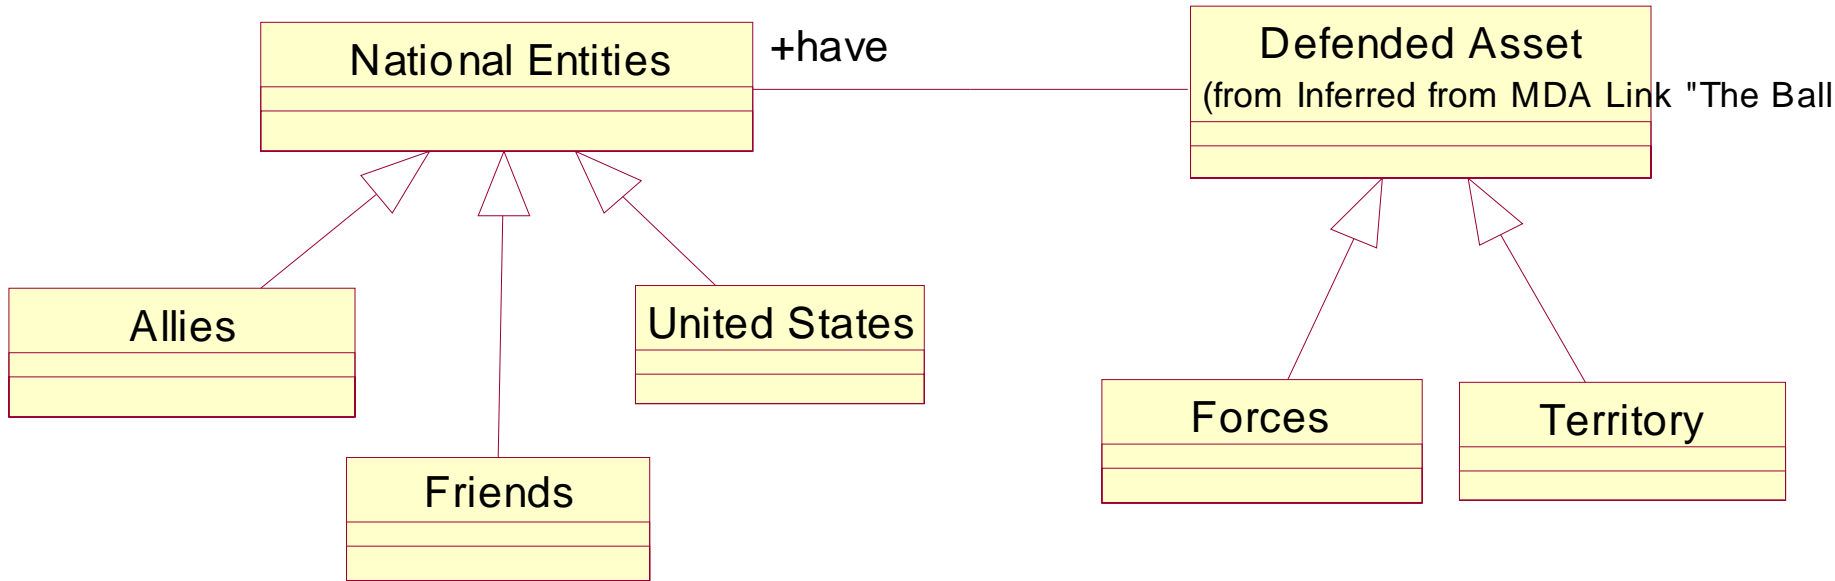 National Entities
+have
Defended Asset
(from Inferred from MDA Link "The Ball
Allies
United States
Friends
Forces
Territory